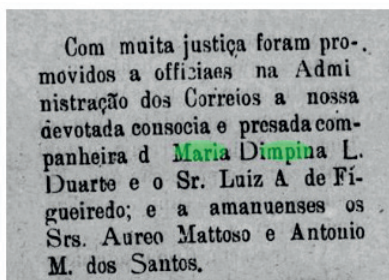 Com muita justiça foram pro-
movidos a officiaes na Admi
nistração dos Correios a nossa
devotada consocia e presada com-
panheira d Maria Dimpina L.
Duarte e o Sr. Luiz A de Fi-
gueiredo; e a amanuenses os
Srs. Aureo Mattoso e Antonio
M. dos Santos.